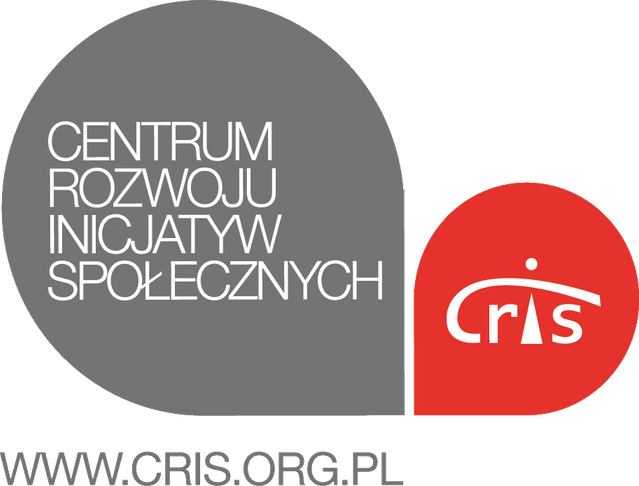 CENTRUM
ROZWOJU
INICJATYW
SPOŁECZNYCH
Cris
WWW.CRIS.ORG.PL